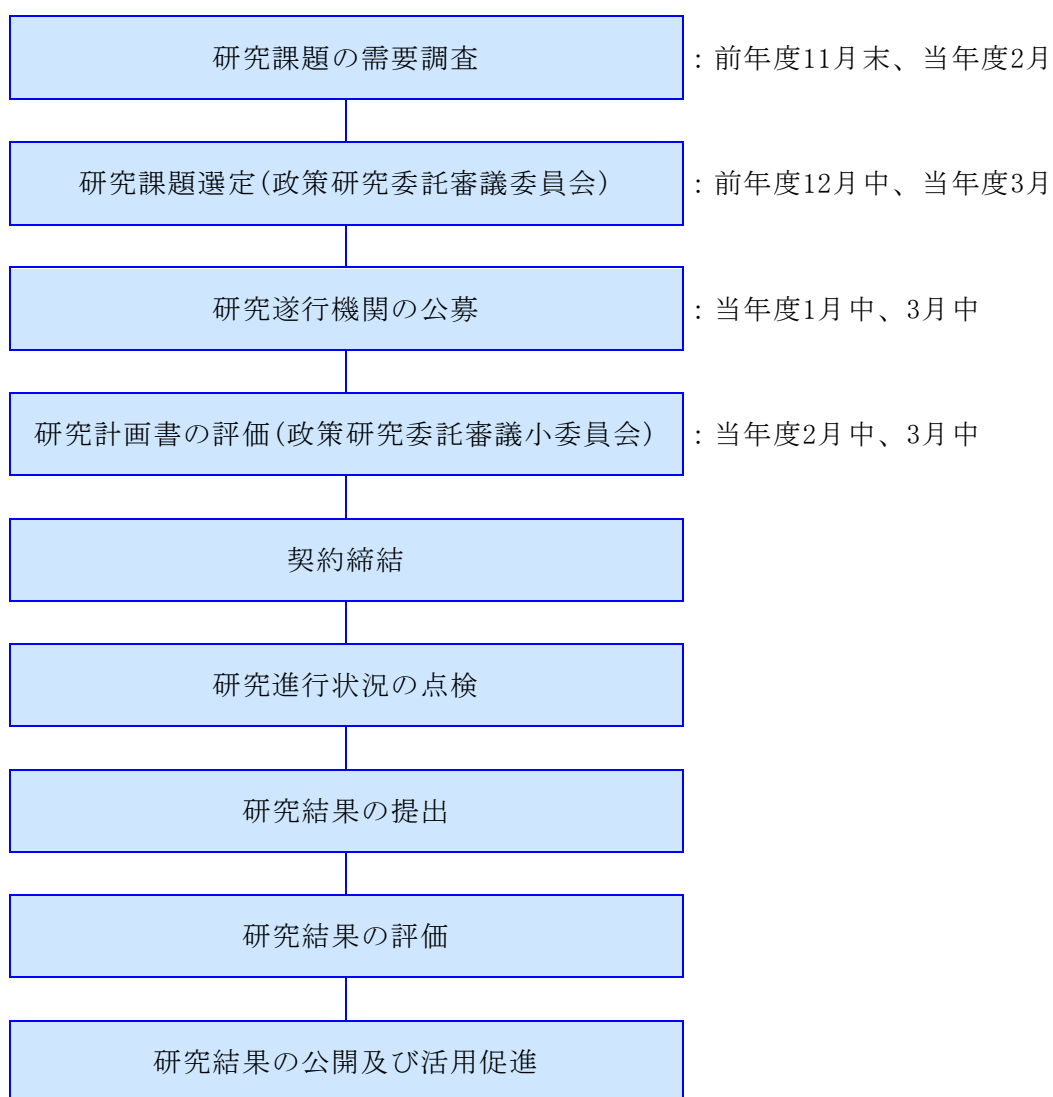 研究課題の需要調査 : 前年度11月末、当年度2月
研究課題選定(政策研究委託審議委員会) : 前年度12月中、当年度3月
研究遂行機関の公募 : 当年度1月中、3月中
研究計画書の評価(政策研究委託審議小委員会) : 当年度2月中、3月中
契約締結
研究進行状況の点検
研究結果の提出
研究結果の評価
研究結果の公開及び活用促進